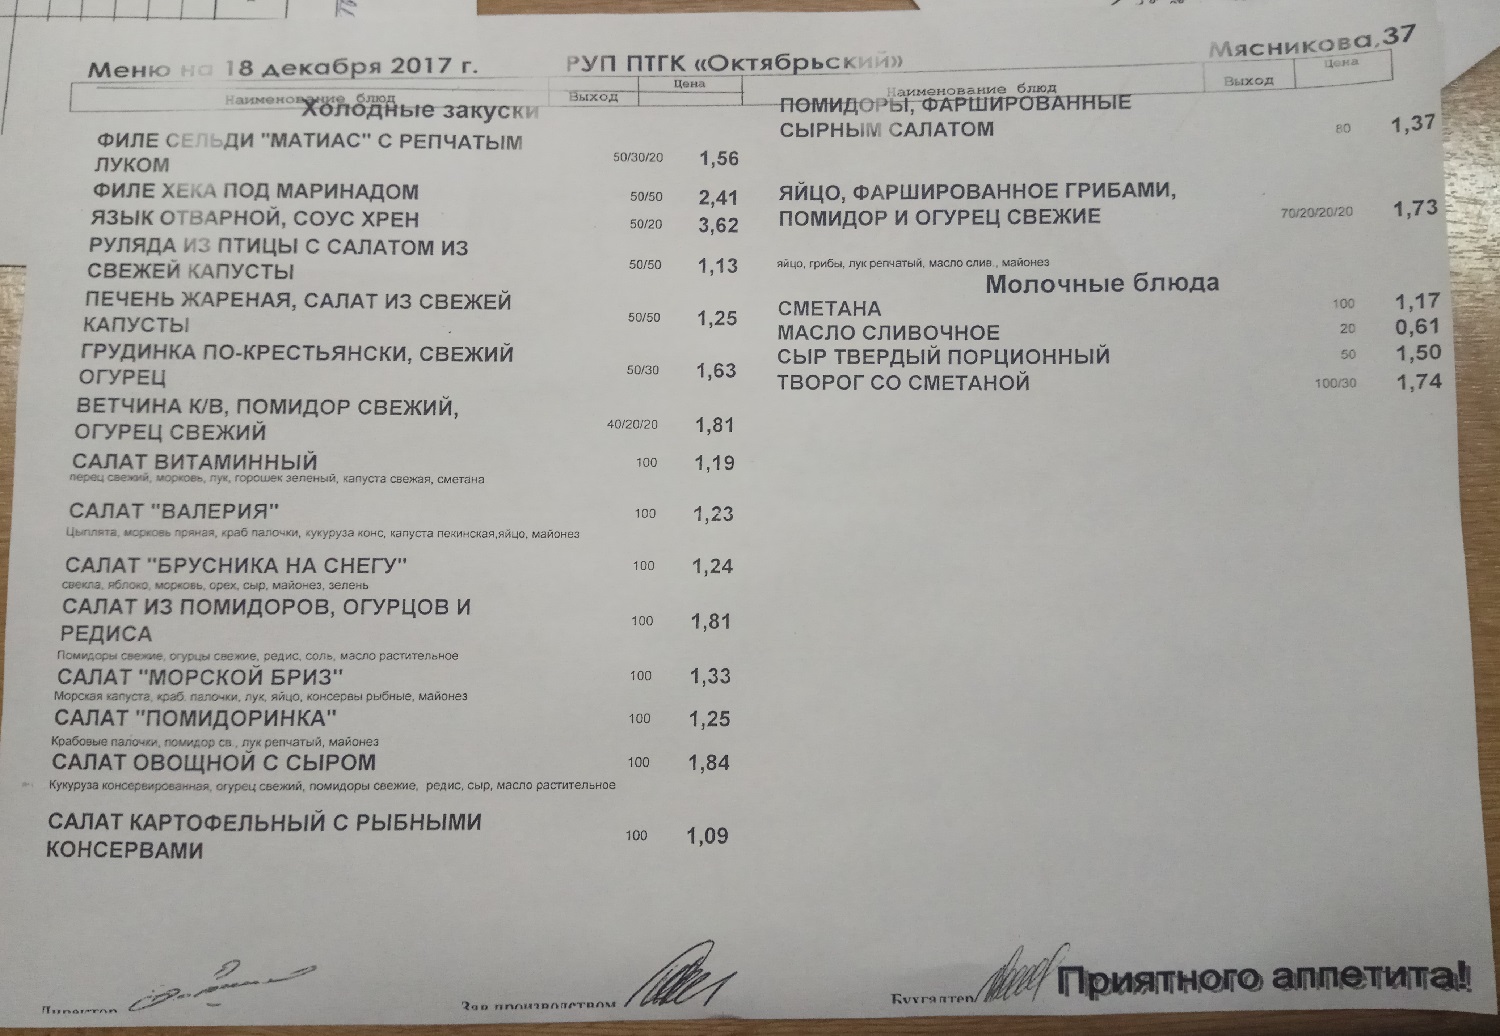 Меню на 18 декабря 2017 г. РУП ПТГК «Октябрьский» Мясникова,37
Наименование блюд Выход Цена
Холодные закуски
ФИЛЕ СЕЛЬДИ "МАТИАС" С РЕПЧАТЫМ
ЛУКОМ 50/30/20 1,56
ФИЛЕ ХЕКА ПОД МАРИНАДОМ 50/50 2,41
ЯЗЫК ОТВАРНОЙ, СОУС ХРЕН 50/20 3,62
РУЛЯДА ИЗ ПТИЦЫ С САЛАТОМ ИЗ
СВЕЖЕЙ КАПУСТЫ 50/50 1,13
ПЕЧЕНЬ ЖАРЕНАЯ, САЛАТ ИЗ СВЕЖЕЙ
КАПУСТЫ 50/50 1,25
ГРУДИНКА ПО-КРЕСТЬЯНСКИ, СВЕЖИЙ
ОГУРЕЦ 50/30 1,63
ВЕТЧИНА К/В, ПОМИДОР СВЕЖИЙ,
ОГУРЕЦ СВЕЖИЙ 40/20/20 1,81
САЛАТ ВИТАМИННЫЙ 100 1,19
перец свежий, морковь, лук, горошек зеленый, капуста свежая, сметана
САЛАТ "ВАЛЕРИЯ" 100 1,23
Цыплята, морковь пряная, краб палочки, кукуруза конс, капуста пекинская,яйцо, майонез
САЛАТ "БРУСНИКА НА СНЕГУ" 100 1,24
свекла, яблоко, морковь, орех, сыр, майонез, зелень
САЛАТ ИЗ ПОМИДОРОВ, ОГУРЦОВ И
РЕДИСА 100 1,81
Помидоры свежие, огурцы свежие, редис, соль, масло растительное
САЛАТ "МОРСКОЙ БРИЗ" 100 1,33
Морская капуста, краб. палочки, лук, яйцо, консервы рыбные, майонез
САЛАТ "ПОМИДОРИНКА" 100 1,25
Крабовые палочки, помидор св., лук репчатый, майонез
САЛАТ ОВОЩНОЙ С СЫРОМ 100 1,84
Кукуруза консервированная, огурец свежий, помидоры свежие, редис, сыр, масло растительное
САЛАТ КАРТОФЕЛЬНЫЙ С РЫБНЫМИ
КОНСЕРВАМИ 100 1,09
Наименование блюд Выход Цена
ПОМИДОРЫ, ФАРШИРОВАННЫЕ
СЫРНЫМ САЛАТОМ 80 1,37
ЯЙЦО, ФАРШИРОВАННОЕ ГРИБАМИ,
ПОМИДОР И ОГУРЕЦ СВЕЖИЕ 70/20/20/20 1,73
яйцо, грибы, лук репчатый, масло слив., майонез
Молочные блюда
СМЕТАНА 100 1,17
МАСЛО СЛИВОЧНОЕ 20 0,61
СЫР ТВЕРДЫЙ ПОРЦИОННЫЙ 50 1,50
ТВОРОГ СО СМЕТАНОЙ 100/30 1,74
Директор Зав производством Бухгалтер Приятного аппетита!